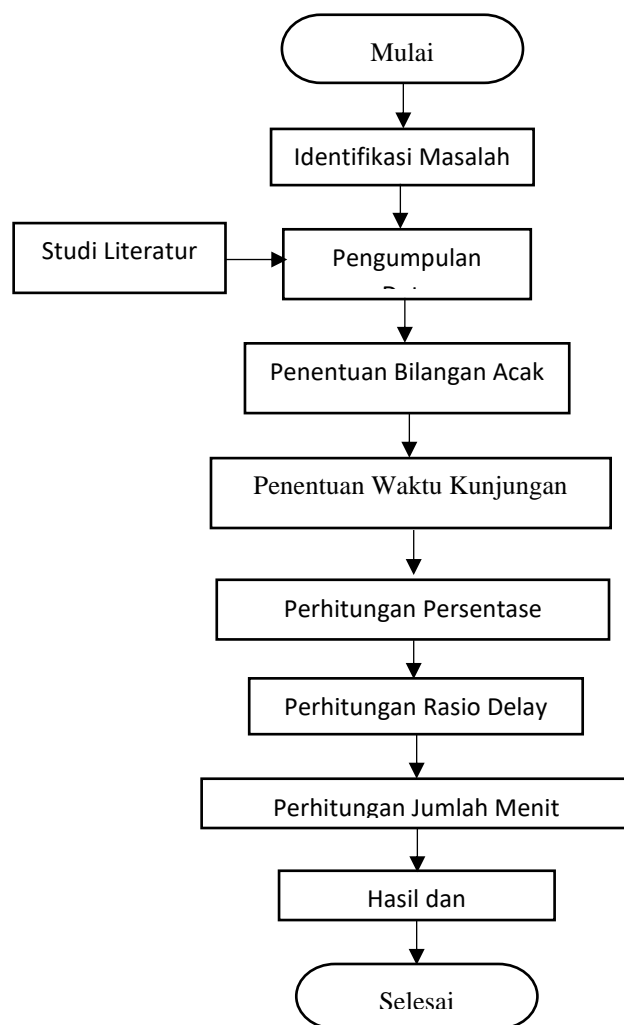 Mulai
Identifikasi Masalah
Studi Literatur
Pengumpulan
Penentuan Bilangan Acak
Penentuan Waktu Kunjungan
Perhitungan Persentase
Perhitungan Rasio Delay
Perhitungan Jumlah Menit
Hasil dan
Selesai